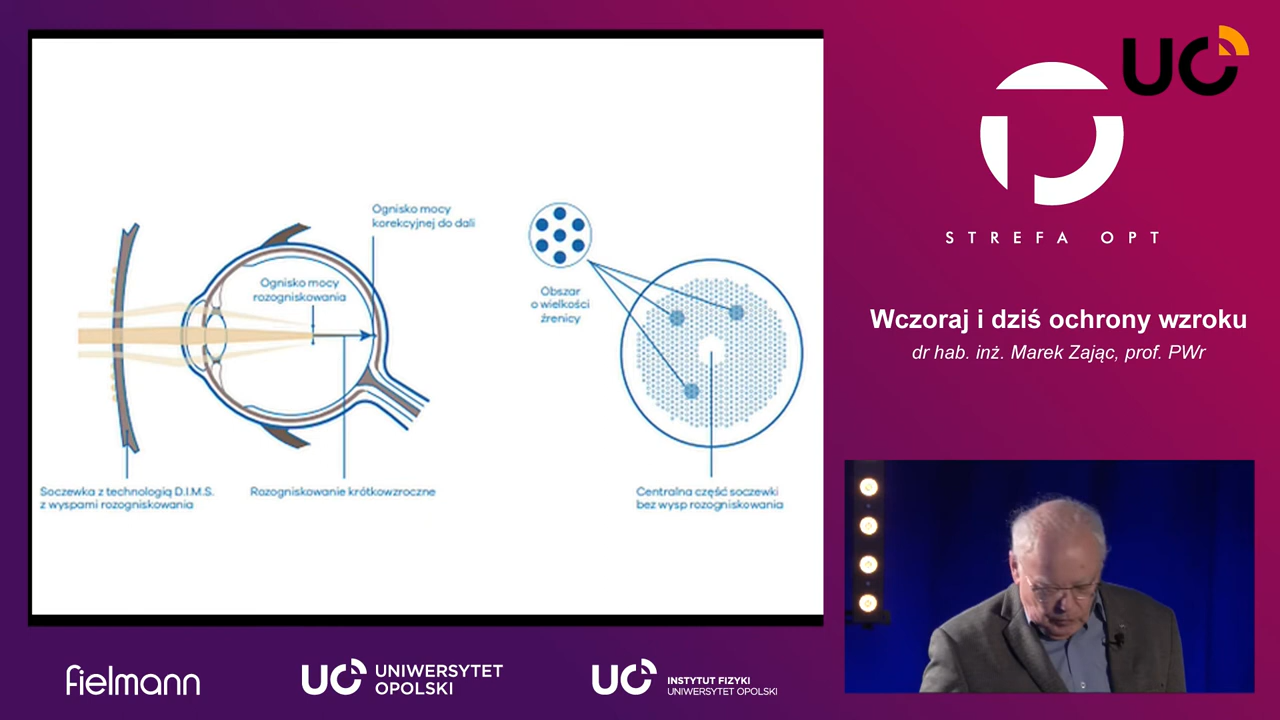 Ognisko mocy
korekcyjnej do dali
Ognisko mocy
rozogniskowania
Obszar
o wielkości
źrenicy
Soczewka z technologią D.I.M.S.
z wyspami rozogniskowania
Rozogniskowanie krótkowzroczne
Centralna część soczewki
bez wysp rozogniskowania
UO
STREFA OPT
Wczoraj i dziś ochrony wzroku
dr hab. inż. Marek Zając, prof. PWr
fielmann
UO UNIWERSYTET
OPOLSKI
UO INSTYTUT FIZYKI
UNIWERSYTET OPOLSKI